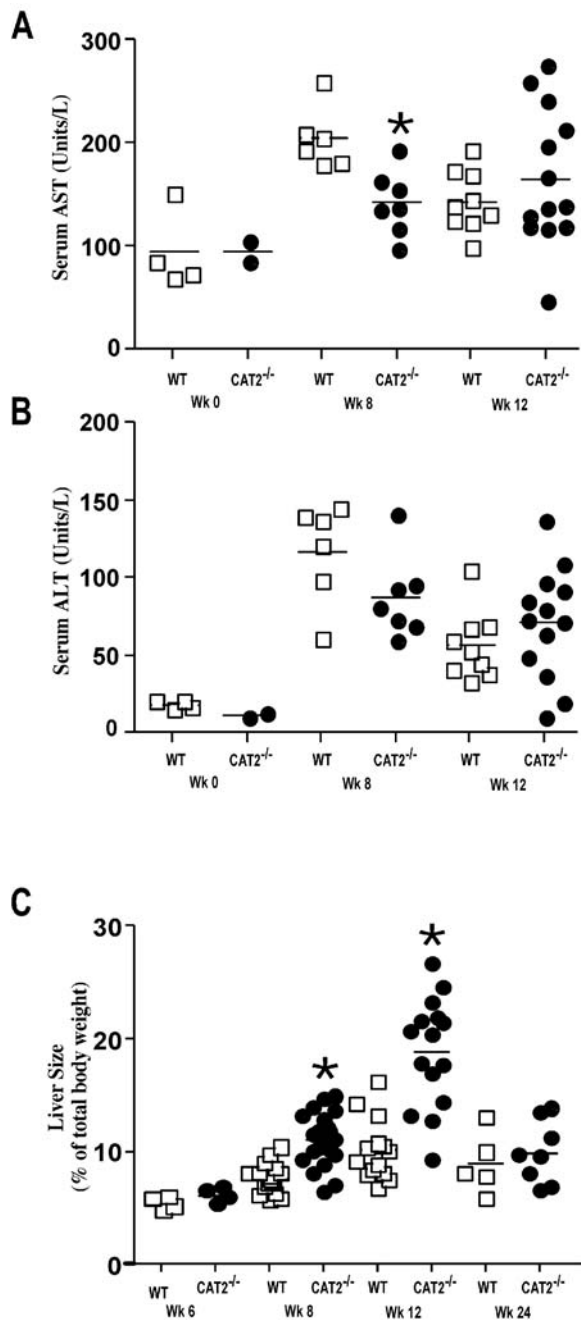 A
300
200
100
0
Serum AST (Units/L)
*
WT CAT2-/- WT CAT2-/- WT CAT2-/-
Wk 0 Wk 8 Wk 12
B
200
150
100
50
0
Serum ALT (Units/L)
WT CAT2-/- WT CAT2-/- WT CAT2-/-
Wk 0 Wk 8 Wk 12
C
30
20
10
0
Liver Size
(% of total body weight)
*
*
WT CAT2-/- WT CAT2-/- WT CAT2-/- WT CAT2-/-
Wk 6 Wk 8 Wk 12 Wk 24